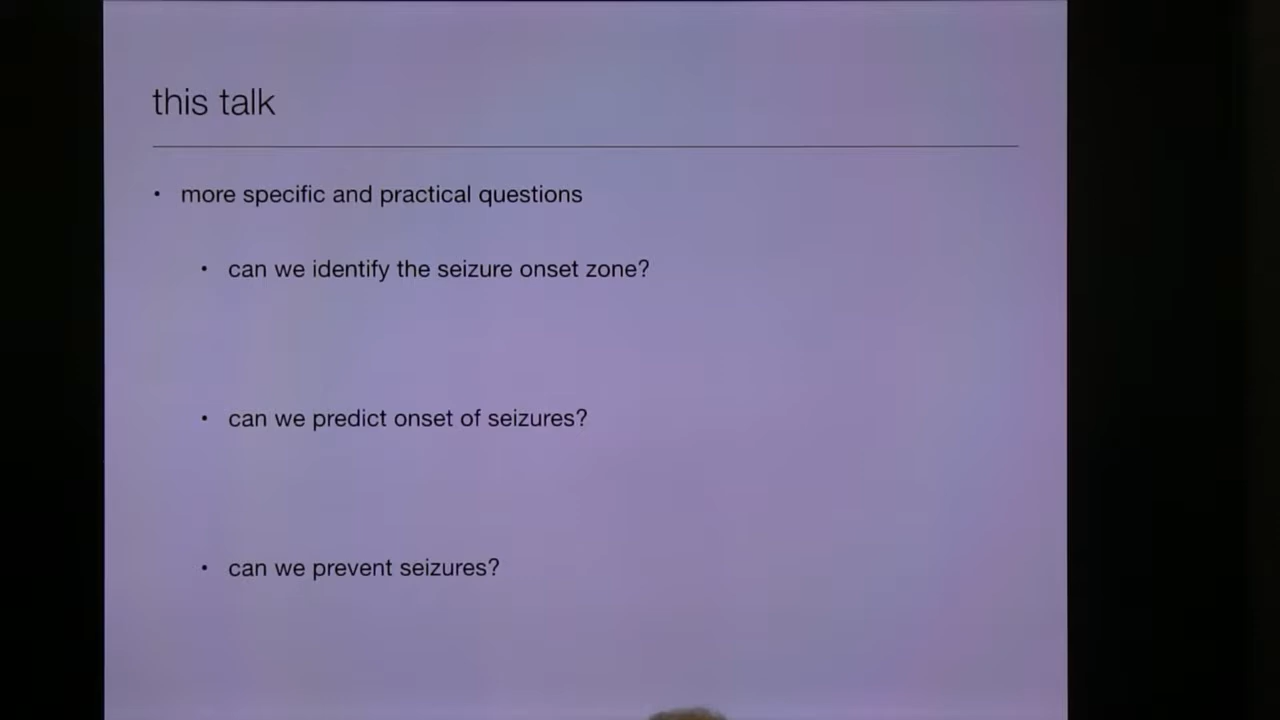 this talk
• more specific and practical questions
• can we identify the seizure onset zone?
• can we predict onset of seizures?
• can we prevent seizures?